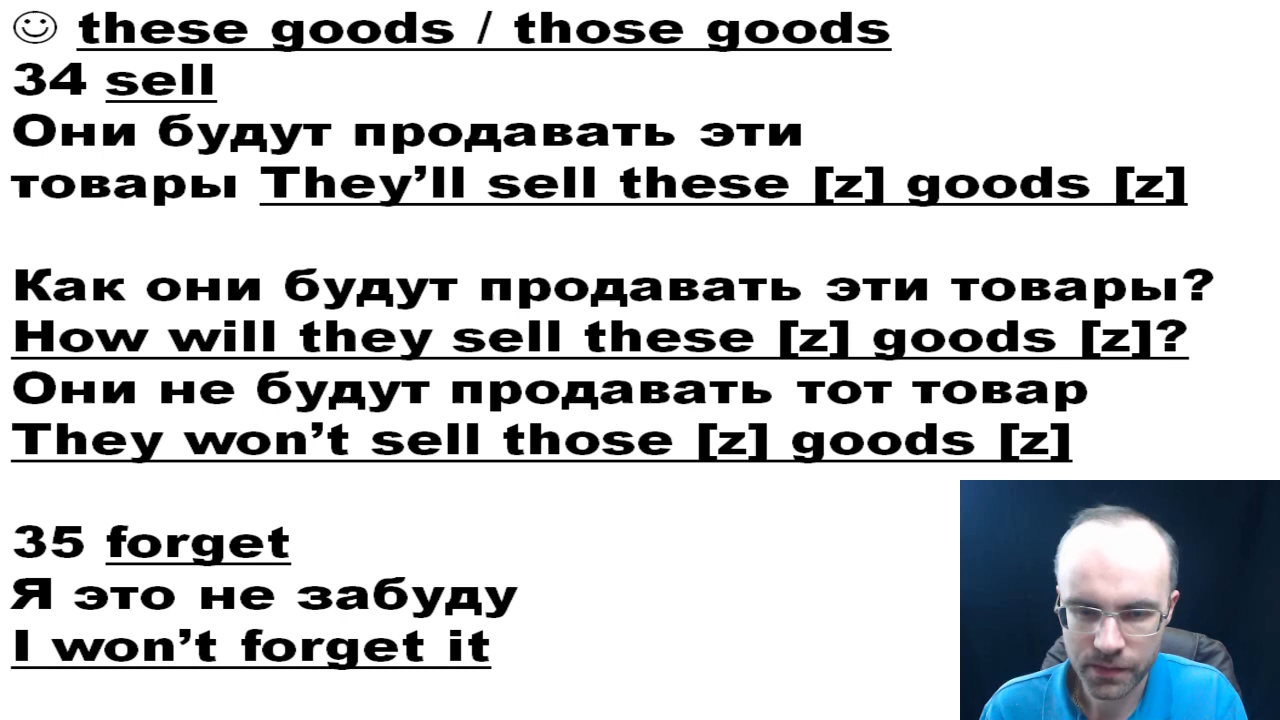 ☺ these goods / those goods
34 sell
Они будут продавать эти
товары They’ll sell these [z] goods [z]
Как они будут продавать эти товары?
How will they sell these [z] goods [z]?
Они не будут продавать тот товар
They won’t sell those [z] goods [z]
35 forget
Я это не забуду
I won’t forget it